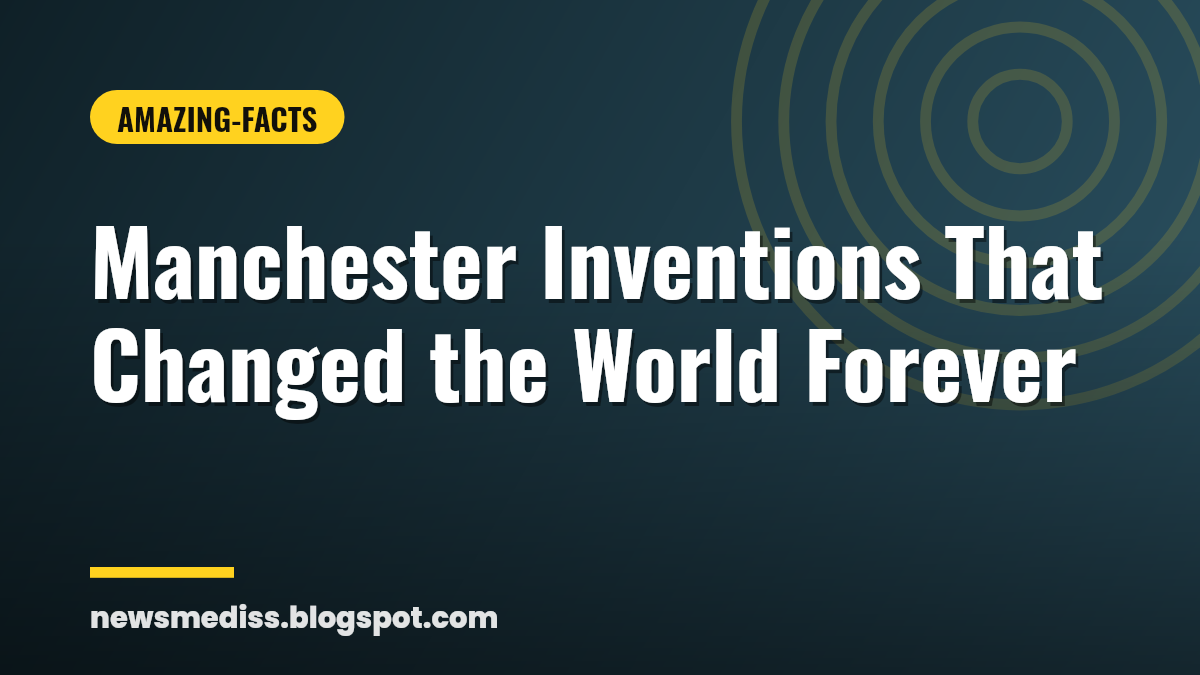 AMAZING-FACTS
Manchester Inventions That
Changed the World Forever
newsmediss.blogspot.com